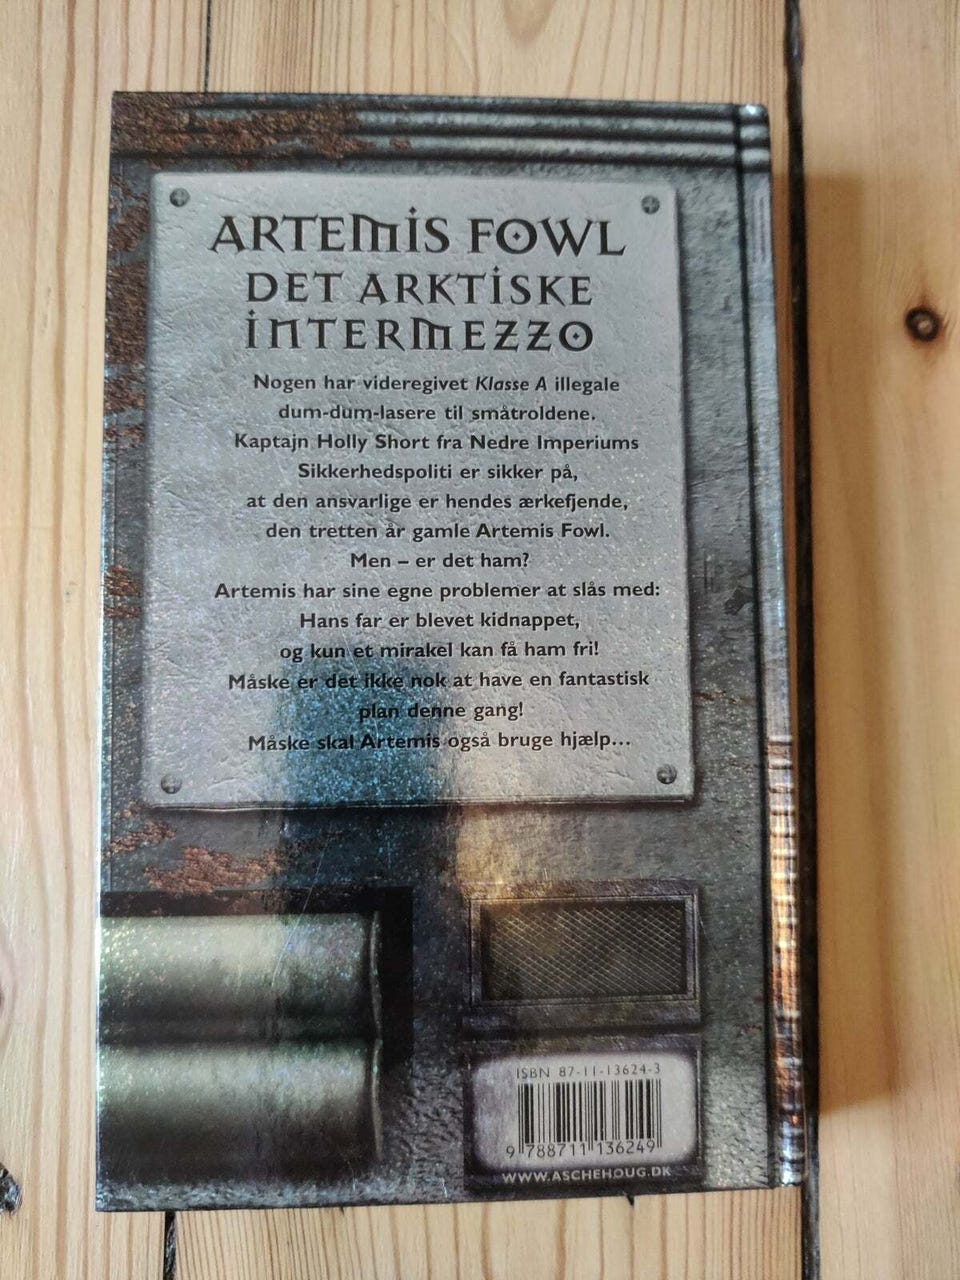 ARTEMIS FOWL
DET ARKTISKE
INTERMEZZO
Nogen har videregivet Klasse A illegale
dum-dum-lasere til småtroldene.
Kaptajn Holly Short fra Nedre Imperiums
Sikkerhedspoliti er sikker på,
at den ansvarlige er hendes ærkefjende,
den tretten år gamle Artemis Fowl.
Men – er det ham?
Artemis har sine egne problemer at slås med:
Hans far er blevet kidnappet,
og kun et mirakel kan få ham fri!
Måske er det ikke nok at have en fantastisk
plan denne gang!
Måske skal Artemis også bruge hjælp...
ISBN 87-11-13624-3
9 788711 136249
WWW.ASCHEHOUG.DK